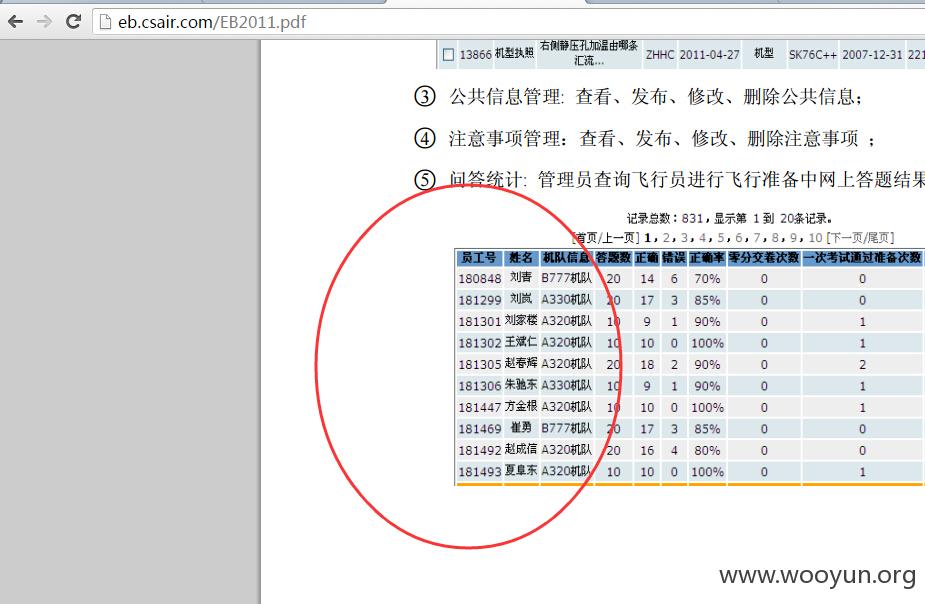 eb.csair.com/EB2011.pdf
13866 机型执照 右侧静压孔加温由哪条汇流... ZHHC 2011-04-27 机型 SK76C++ 2007-12-31 221
③ 公共信息管理: 查看、发布、修改、删除公共信息;
④ 注意事项管理: 查看、发布、修改、删除注意事项 ;
⑤ 问答统计: 管理员查询飞行员进行飞行准备中网上答题结果
记录总数:831,显示第 1 到 20条记录。
[首页/上一页] 1, 2, 3, 4, 5, 6, 7, 8, 9, 10 [下一页/尾页]
员工号 姓名 机队信息 答题数 正确 错误 正确率 零分交卷次数 一次考试通过准备次数
180848 刘青 B777机队 20 14 6 70% 0 0
181299 刘岚 A330机队 20 17 3 85% 0 0
181301 刘家楼 A320机队 10 9 1 90% 0 1
181302 王斌仁 A320机队 10 10 0 100% 0 1
181305 赵春辉 A320机队 20 18 2 90% 0 2
181306 朱驰东 A330机队 10 9 1 90% 0 1
181447 方金根 A320机队 10 10 0 100% 0 1
181469 崔勇 B777机队 20 17 3 85% 0 0
181492 赵成信 A320机队 20 16 4 80% 0 0
181493 夏阜东 A320机队 10 10 0 100% 0 1
www.wooyun.org